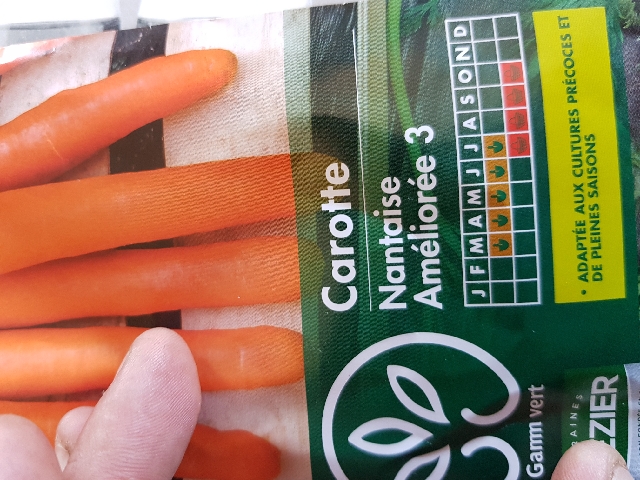 Carotte
Nantaise
Améliorée 3
J F M A M J J A S O N D
• ADAPTÉE AUX CULTURES PRÉCOCES ET
DE PLEINES SAISONS
Gamm vert